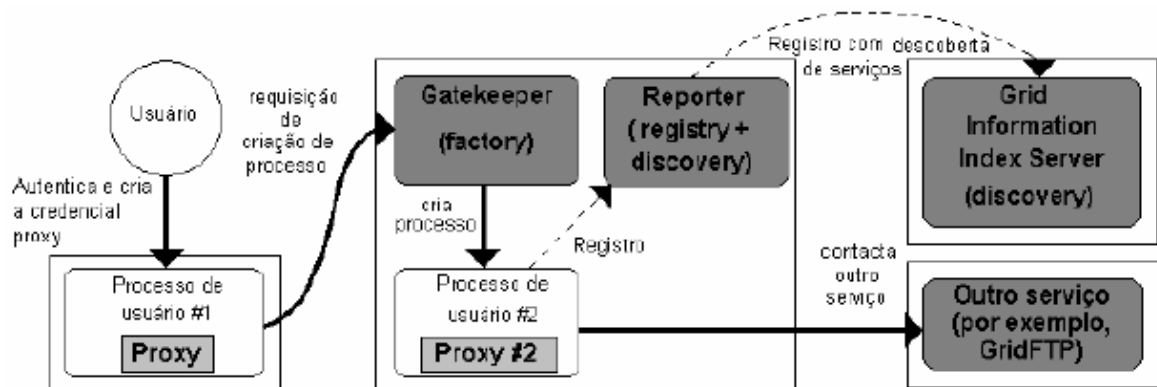 Usuário
Autentica e cria
a credencial
proxy
Processo de
usuário #1
Proxy
requisição
de
criação de
processo
Gatekeeper
(factory)
cria
processo
Processo de
usuário #2
Proxy #2
Registro
Reporter
(registry +
discovery)
Registro com descoberta
de serviços
Grid
Information
Index Server
(discovery)
contacta
outro
serviço
Outro serviço
(por exemplo,
GridFTP)